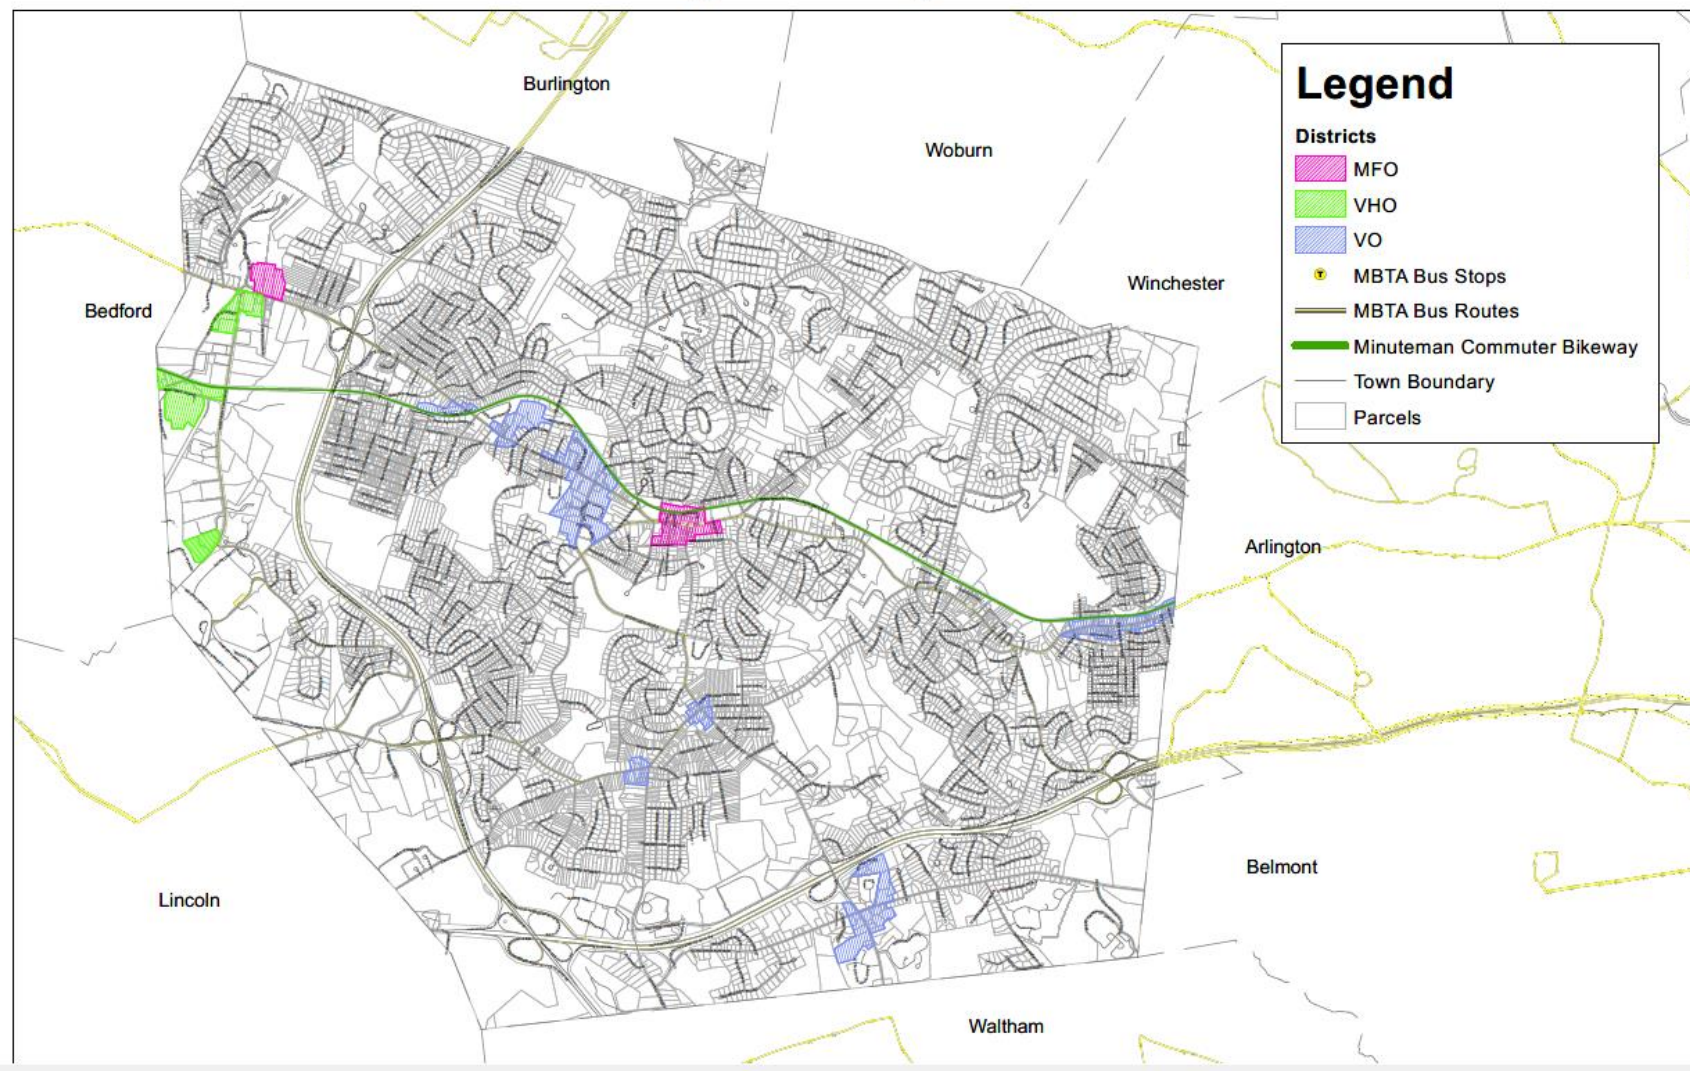 Burlington
Woburn
Winchester
Bedford
Arlington
Belmont
Lincoln
Waltham
Legend
Districts
MFO
VHO
VO
T
MBTA Bus Stops
MBTA Bus Routes
Minuteman Commuter Bikeway
Town Boundary
Parcels